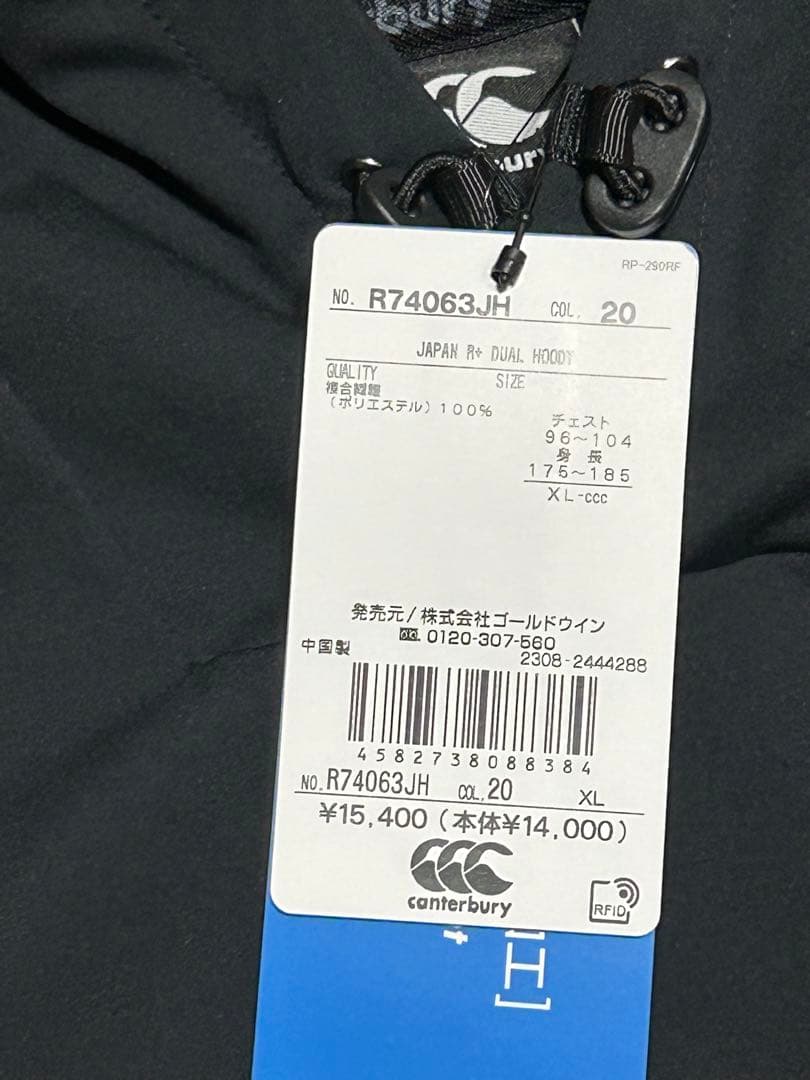 RP-290RF
NO. R74063JH COL. 20
JAPAN R+ DUAL HOODY
QUALITY SIZE
複合繊維
(ポリエステル) 100%
チェスト
96~104
身 長
175~185
XL-ccc
発売元/株式会社ゴールドウイン
0120-307-560
中国製 2308-2444288
4582738088384
NO. R74063JH COL. 20 XL
¥15,400 (本体¥14,000)
canterbury
RFID